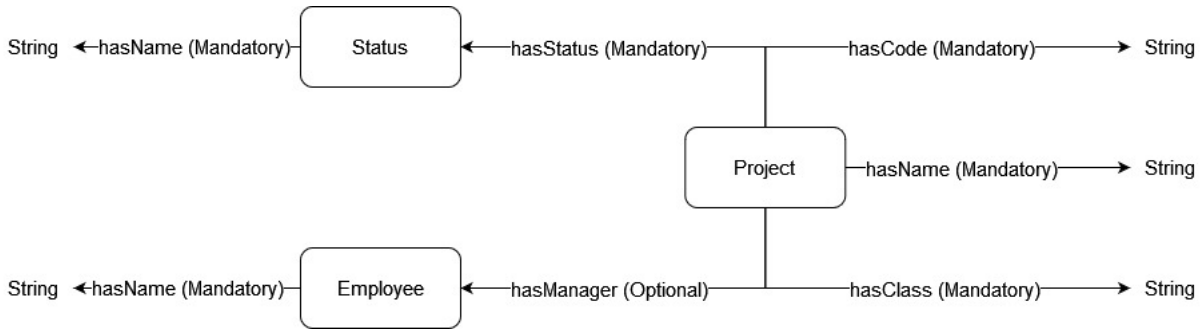 String hasName (Mandatory) Status hasStatus (Mandatory) hasCode (Mandatory) String
Project hasName (Mandatory) String
String hasName (Mandatory) Employee hasManager (Optional) hasClass (Mandatory) String